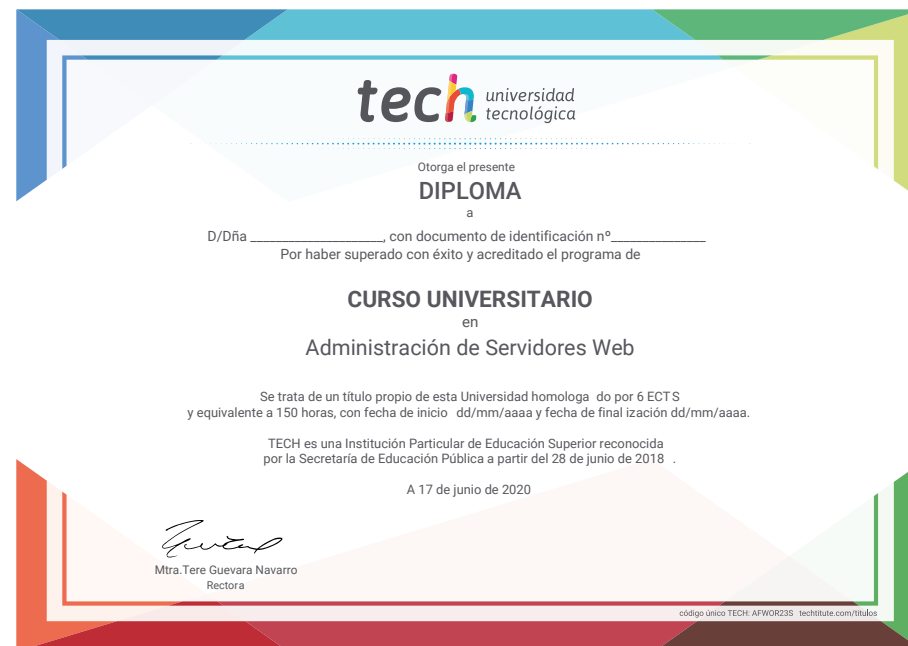 tech universidad
tecnológica
Otorga el presente
DIPLOMA
a
D/Dña ____________________, con documento de identificación nº______________
Por haber superado con éxito y acreditado el programa de
CURSO UNIVERSITARIO
en
Administración de Servidores Web
Se trata de un título propio de esta Universidad homologa do por 6 ECTS
y equivalente a 150 horas, con fecha de inicio dd/mm/aaaa y fecha de final ización dd/mm/aaaa.
TECH es una Institución Particular de Educación Superior reconocida
por la Secretaría de Educación Pública a partir del 28 de junio de 2018 .
A 17 de junio de 2020
Mtra.Tere Guevara Navarro
Rectora
código único TECH: AFWOR23S techtitute.com/titulos